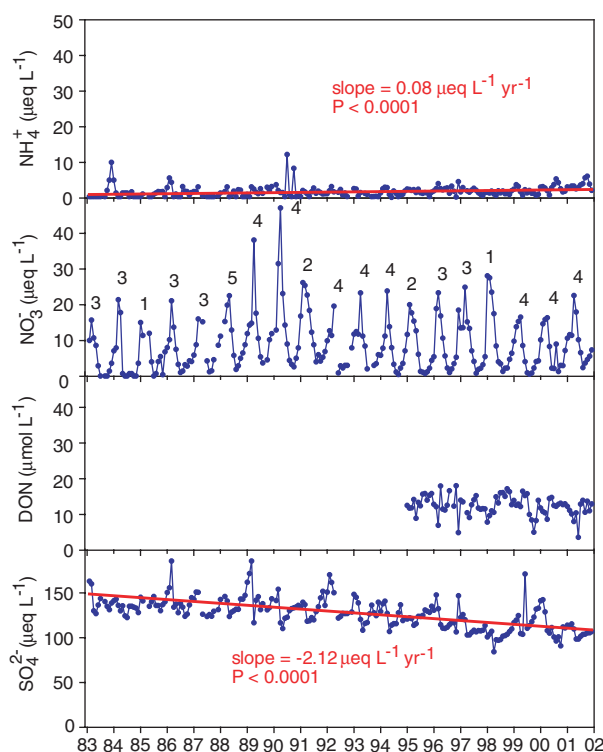 50
40
30
20
10
0
NH4+ (µeq L-1)
slope = 0.08 µeq L-1 yr-1
P < 0.0001
40
30
20
10
0
NO3- (µeq L-1)
3 3 1 3 3 5 4 4 2 4 4 4 2 3 3 1 4 4 4
40
30
20
10
0
DON (µmol L-1)
150
100
50
0
SO42- (µeq L-1)
slope = -2.12 µeq L-1 yr-1
P < 0.0001
83 84 85 86 87 88 89 90 91 92 93 94 95 96 97 98 99 00 01 02